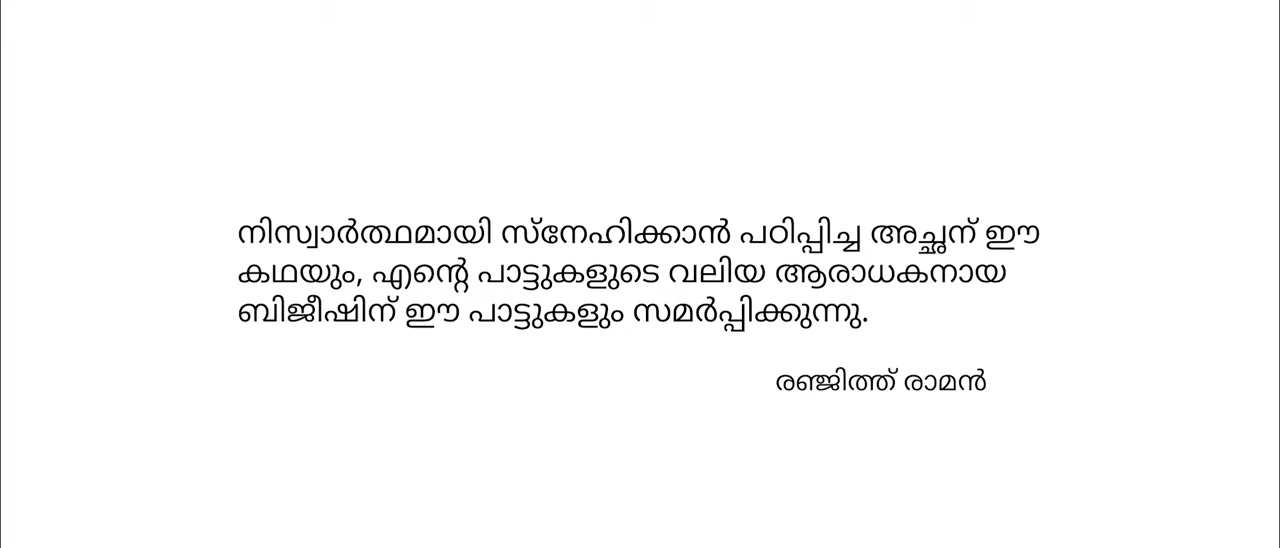 നിസ്വാർത്ഥമായി സ്നേഹിക്കാൻ പഠിപ്പിച്ച അച്ഛന് ഈ
കഥയും, എന്റെ പാട്ടുകളുടെ വലിയ ആരാധകനായ
ബിജീഷിന് ഈ പാട്ടുകളും സമർപ്പിക്കുന്നു.
രഞ്ജിത്ത് രാമൻ